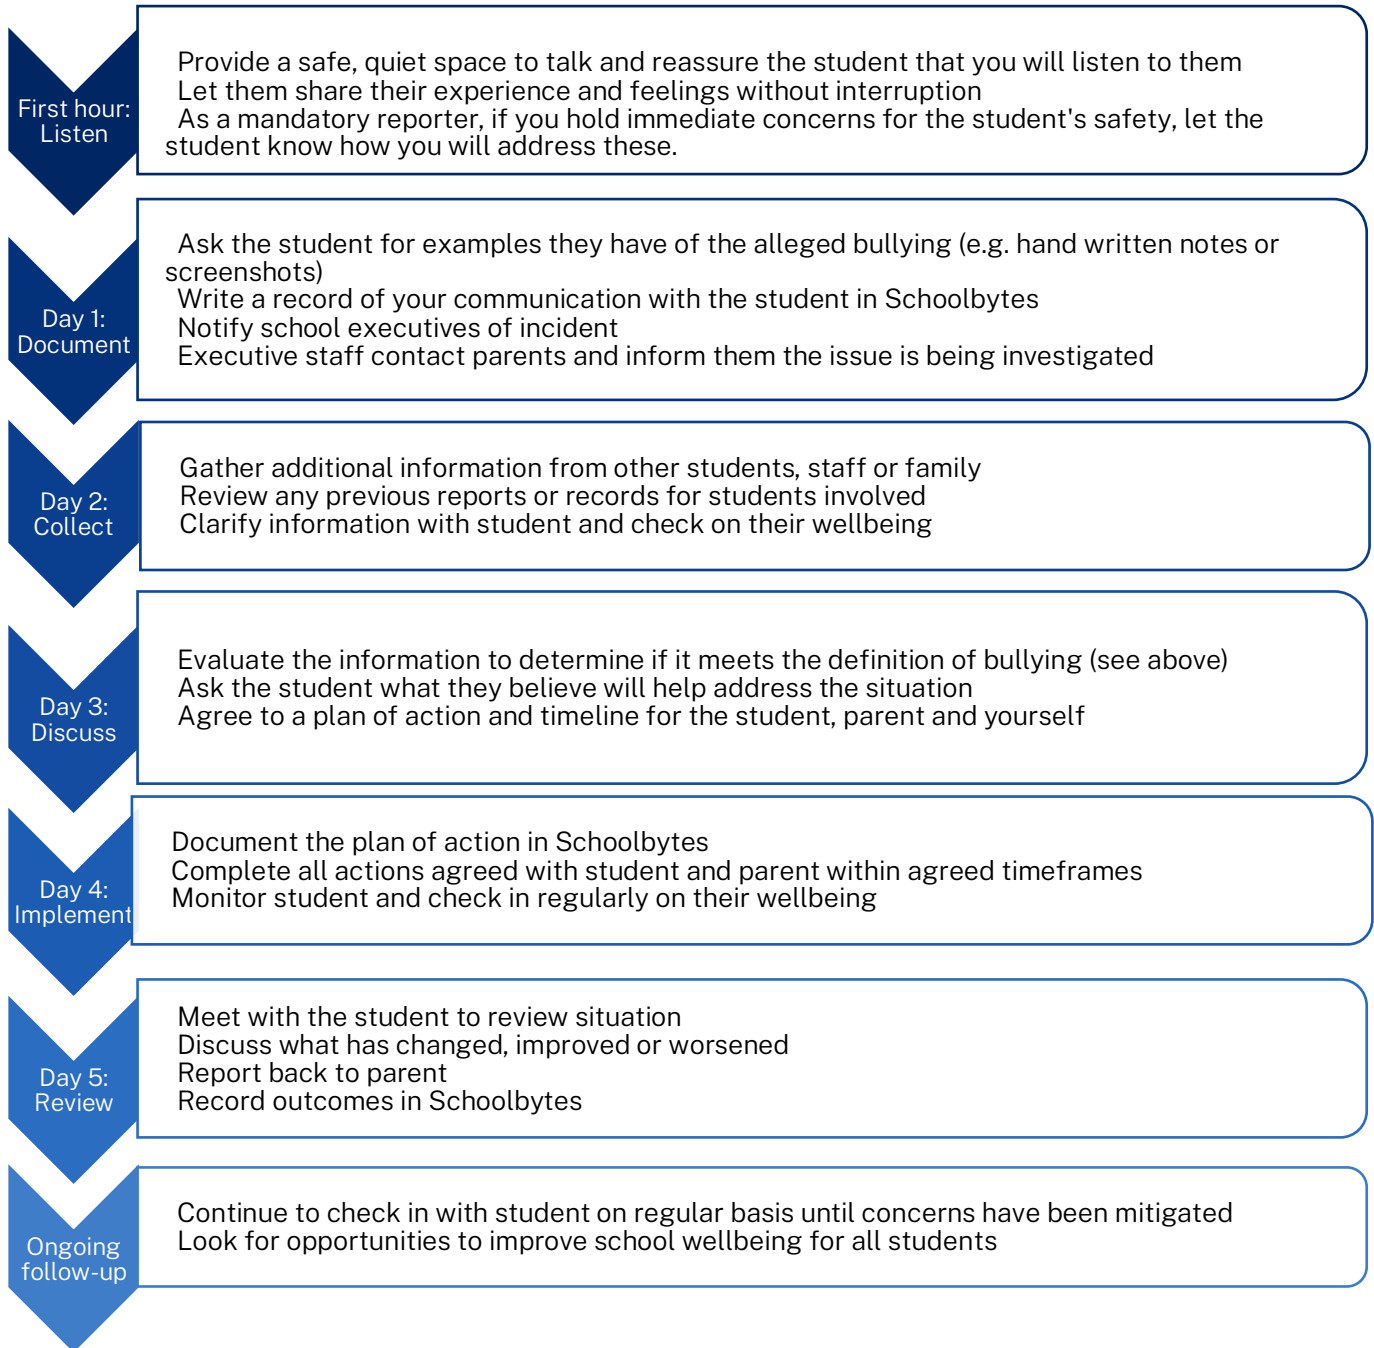 First hour:
Listen
Provide a safe, quiet space to talk and reassure the student that you will listen to them
Let them share their experience and feelings without interruption
As a mandatory reporter, if you hold immediate concerns for the student's safety, let the
student know how you will address these.
Day 1:
Document
Ask the student for examples they have of the alleged bullying (e.g. hand written notes or
screenshots)
Write a record of your communication with the student in Schoolbytes
Notify school executives of incident
Executive staff contact parents and inform them the issue is being investigated
Day 2:
Collect
Gather additional information from other students, staff or family
Review any previous reports or records for students involved
Clarify information with student and check on their wellbeing
Day 3:
Discuss
Evaluate the information to determine if it meets the definition of bullying (see above)
Ask the student what they believe will help address the situation
Agree to a plan of action and timeline for the student, parent and yourself
Day 4:
Implement
Document the plan of action in Schoolbytes
Complete all actions agreed with student and parent within agreed timeframes
Monitor student and check in regularly on their wellbeing
Day 5:
Review
Meet with the student to review situation
Discuss what has changed, improved or worsened
Report back to parent
Record outcomes in Schoolbytes
Ongoing
follow-up
Continue to check in with student on regular basis until concerns have been mitigated
Look for opportunities to improve school wellbeing for all students